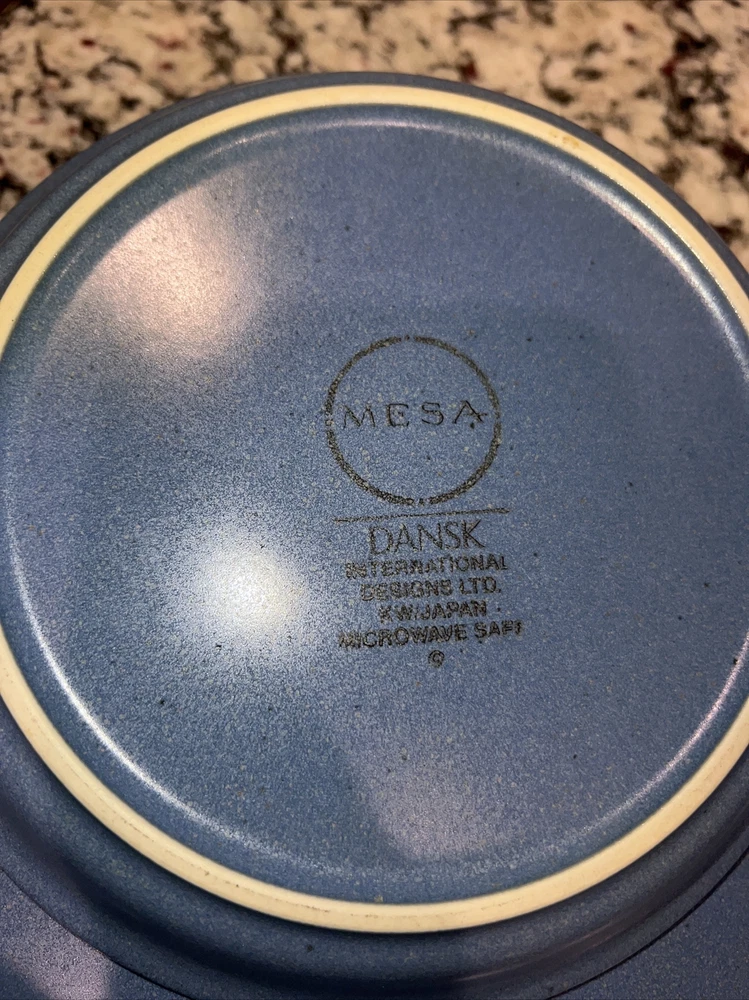 MESA
DANSK
INTERNATIONAL
DESIGNS LTD.
KW/JAPAN
MICROWAVE SAFE
©